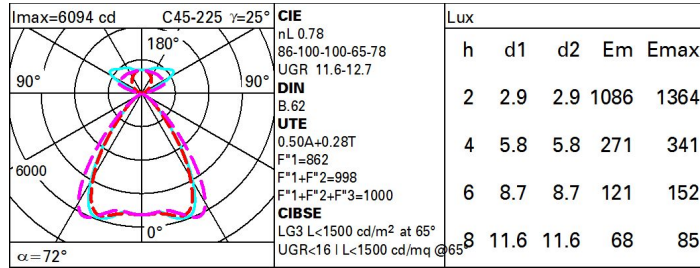 Imax=6094 cd C45-225 γ=25°
180°
90° 90°
6000
0°
α=72°
CIE
nL 0.78
86-100-100-65-78
UGR 11.6-12.7
DIN
B.62
UTE
0.50A+0.28T
F"1=862
F"1+F"2=998
F"1+F"2+F"3=1000
CIBSE
LG3 L<1500 cd/m² at 65°
UGR<16 | L<1500 cd/mq @65°
Lux
h d1 d2 Em Emax
2 2.9 2.9 1086 1364
4 5.8 5.8 271 341
6 8.7 8.7 121 152
8 11.6 11.6 68 85